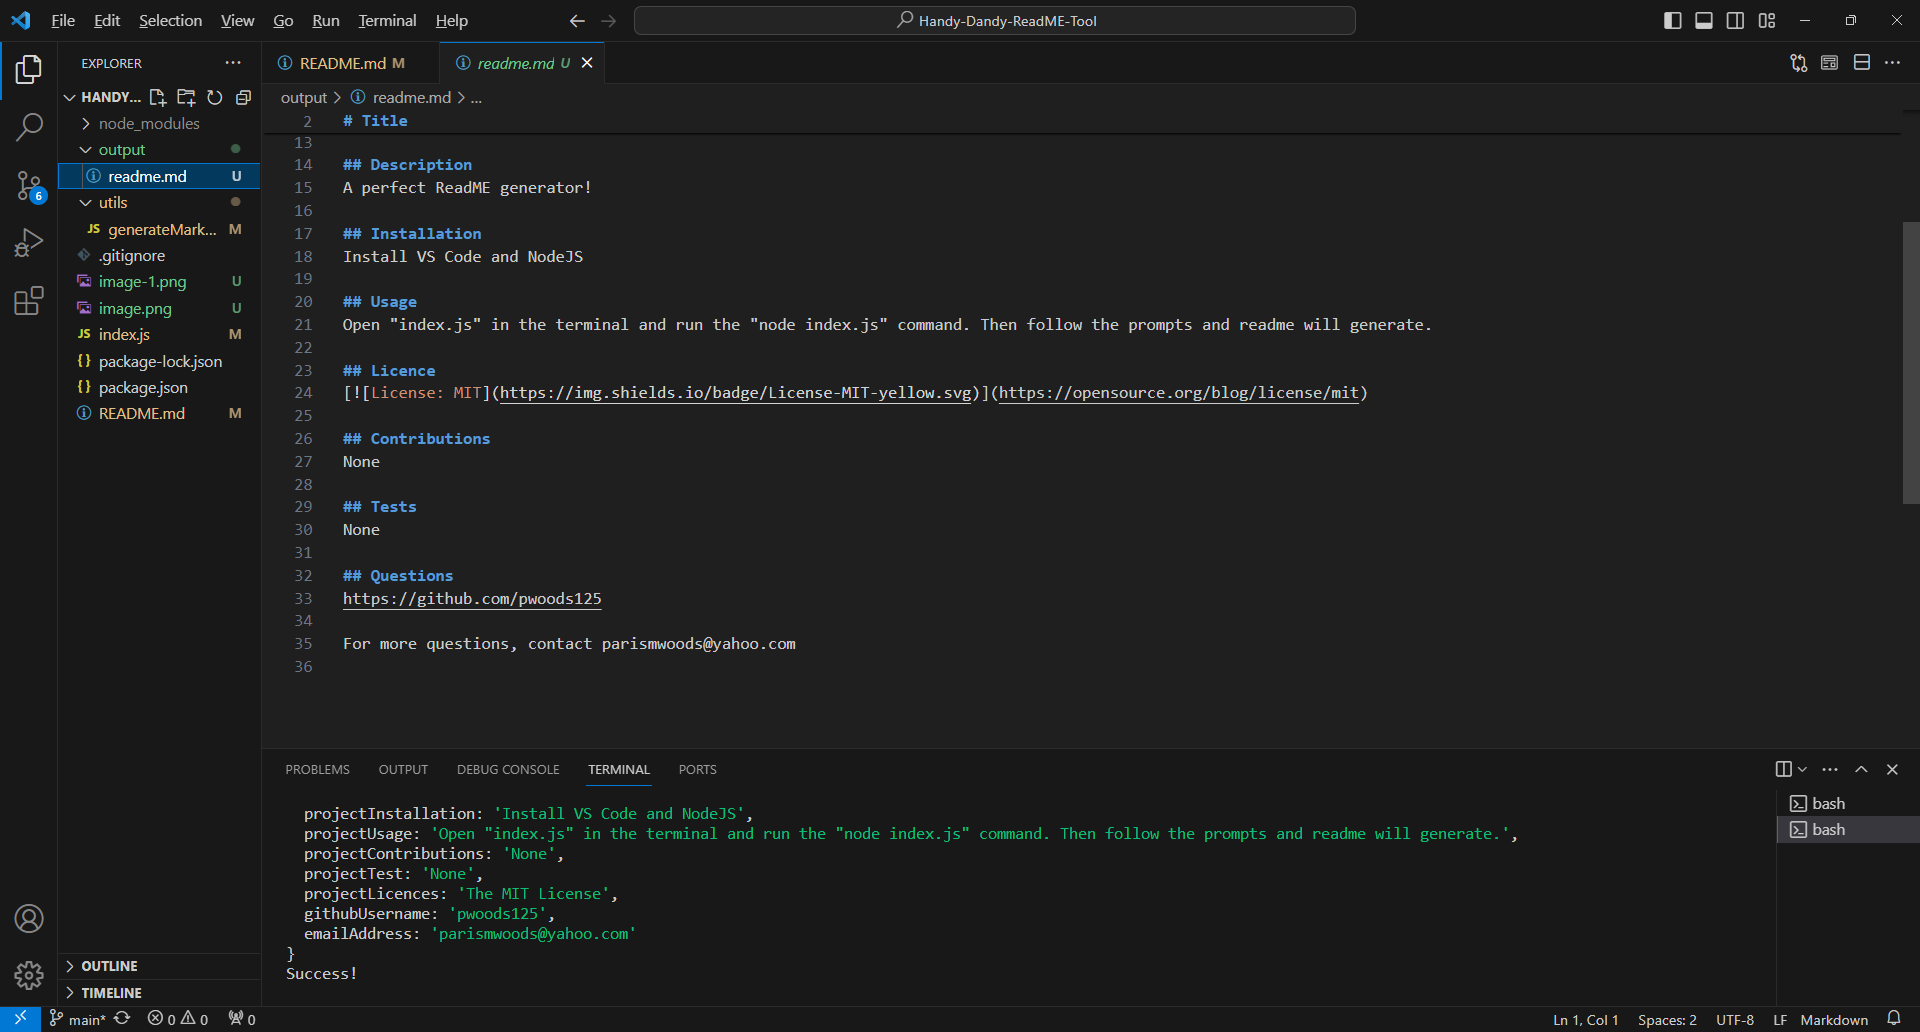 File Edit Selection View Go Run Terminal Help
Handy-Dandy-ReadME-Tool
EXPLORER
HANDY...
node_modules
output
readme.md U
utils
JS generateMark... M
.gitignore
image-1.png U
image.png U
JS index.js M
{} package-lock.json
{} package.json
README.md M
OUTLINE
TIMELINE
6
README.md M
readme.md U
output > readme.md > ...
2 # Title
13
14 ## Description
15 A perfect ReadME generator!
16
17 ## Installation
18 Install VS Code and NodeJS
19
20 ## Usage
21 Open "index.js" in the terminal and run the "node index.js" command. Then follow the prompts and readme will generate.
22
23 ## Licence
24 [![License: MIT](https://img.shields.io/badge/License-MIT-yellow.svg)](https://opensource.org/blog/license/mit)
25
26 ## Contributions
27 None
28
29 ## Tests
30 None
31
32 ## Questions
33 https://github.com/pwoods125
34
35 For more questions, contact parismwoods@yahoo.com
36
PROBLEMS OUTPUT DEBUG CONSOLE TERMINAL PORTS
projectInstallation: 'Install VS Code and NodeJS',
projectUsage: 'Open "index.js" in the terminal and run the "node index.js" command. Then follow the prompts and readme will generate.',
projectContributions: 'None',
projectTest: 'None',
projectLicences: 'The MIT License',
githubUsername: 'pwoods125',
emailAddress: 'parismwoods@yahoo.com'
}
Success!
bash
bash
main* 0 0 0
Ln 1, Col 1 Spaces: 2 UTF-8 LF Markdown